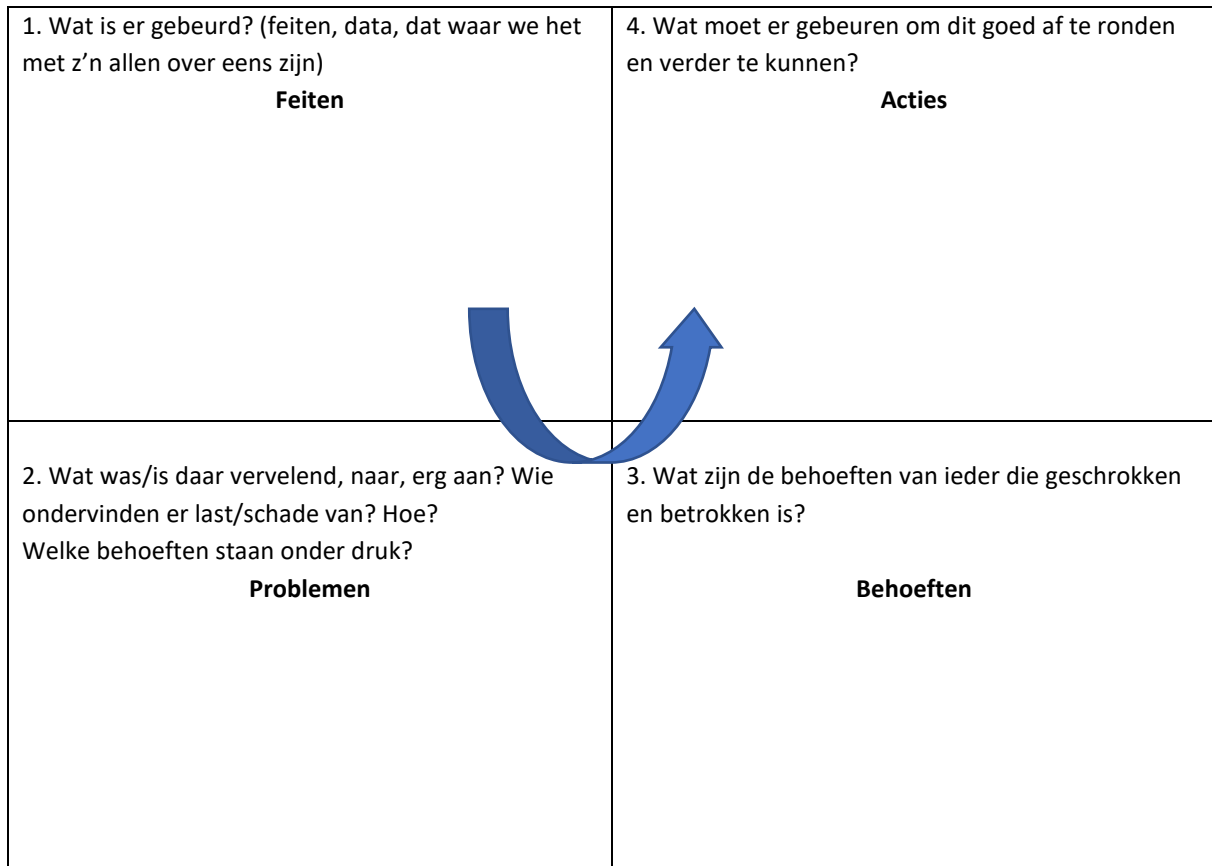 1. Wat is er gebeurd? (feiten, data, dat waar we het
met z’n allen over eens zijn)
Feiten
4. Wat moet er gebeuren om dit goed af te ronden
en verder te kunnen?
Acties
2. Wat was/is daar vervelend, naar, erg aan? Wie
ondervinden er last/schade van? Hoe?
Welke behoeften staan onder druk?
Problemen
3. Wat zijn de behoeften van ieder die geschrokken
en betrokken is?
Behoeften